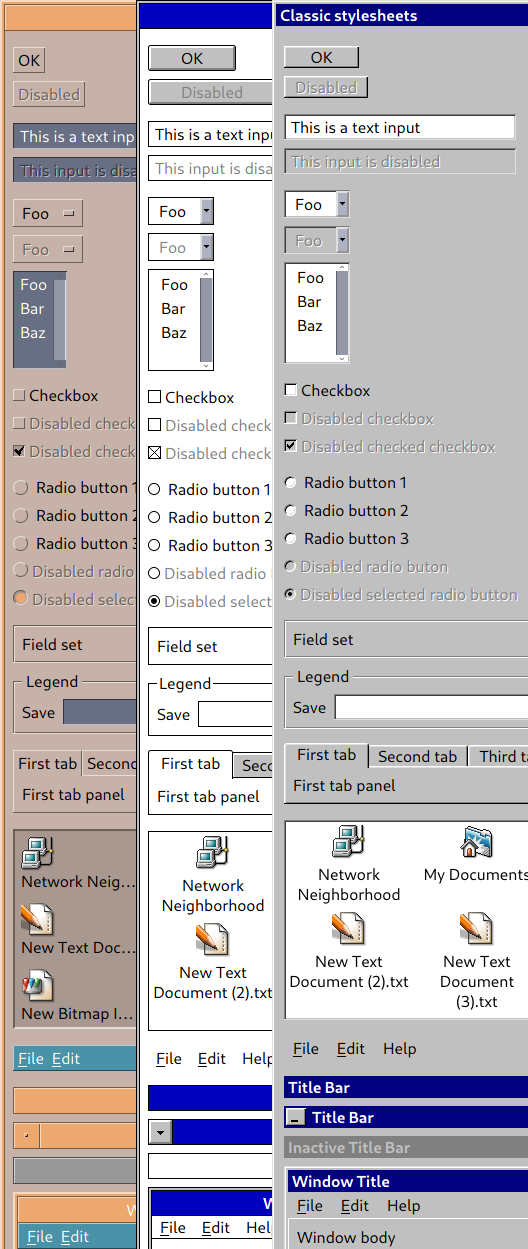 OK
Disabled
This is a text inp
This input is disa
Foo
Foo
Foo
Bar
Baz
Checkbox
Disabled check
Disabled check
Radio button 1
Radio button 2
Radio button 3
Disabled radio
Disabled selec
Field set
Legend
Save
First tab Second
First tab panel
Network Neig...
New Text Doc...
New Bitmap I...
File Edit
W
File Edit
OK
Disabled
This is a text inpu
This input is disa
Foo
Foo
Foo
Bar
Baz
Checkbox
Disabled check
Disabled check
Radio button 1
Radio button 2
Radio button 3
Disabled radio
Disabled select
Field set
Legend
Save
First tab Sec
First tab panel
Network
Neighborhood
New Text
Document (2).txt
File Edit Help
W
File Edit Hel
Classic stylesheets
OK
Disabled
This is a text input
This input is disabled
Foo
Foo
Foo
Bar
Baz
Checkbox
Disabled checkbox
Disabled checked checkbox
Radio button 1
Radio button 2
Radio button 3
Disabled radio buton
Disabled selected radio button
Field set
Legend
Save
First tab Second tab Third ta
First tab panel
Network
Neighborhood
My Documents
New Text
Document (2).txt
New Text
Document
(3).txt
File Edit Help
Title Bar
Title Bar
Inactive Title Bar
Window Title
File Edit Help
Window body